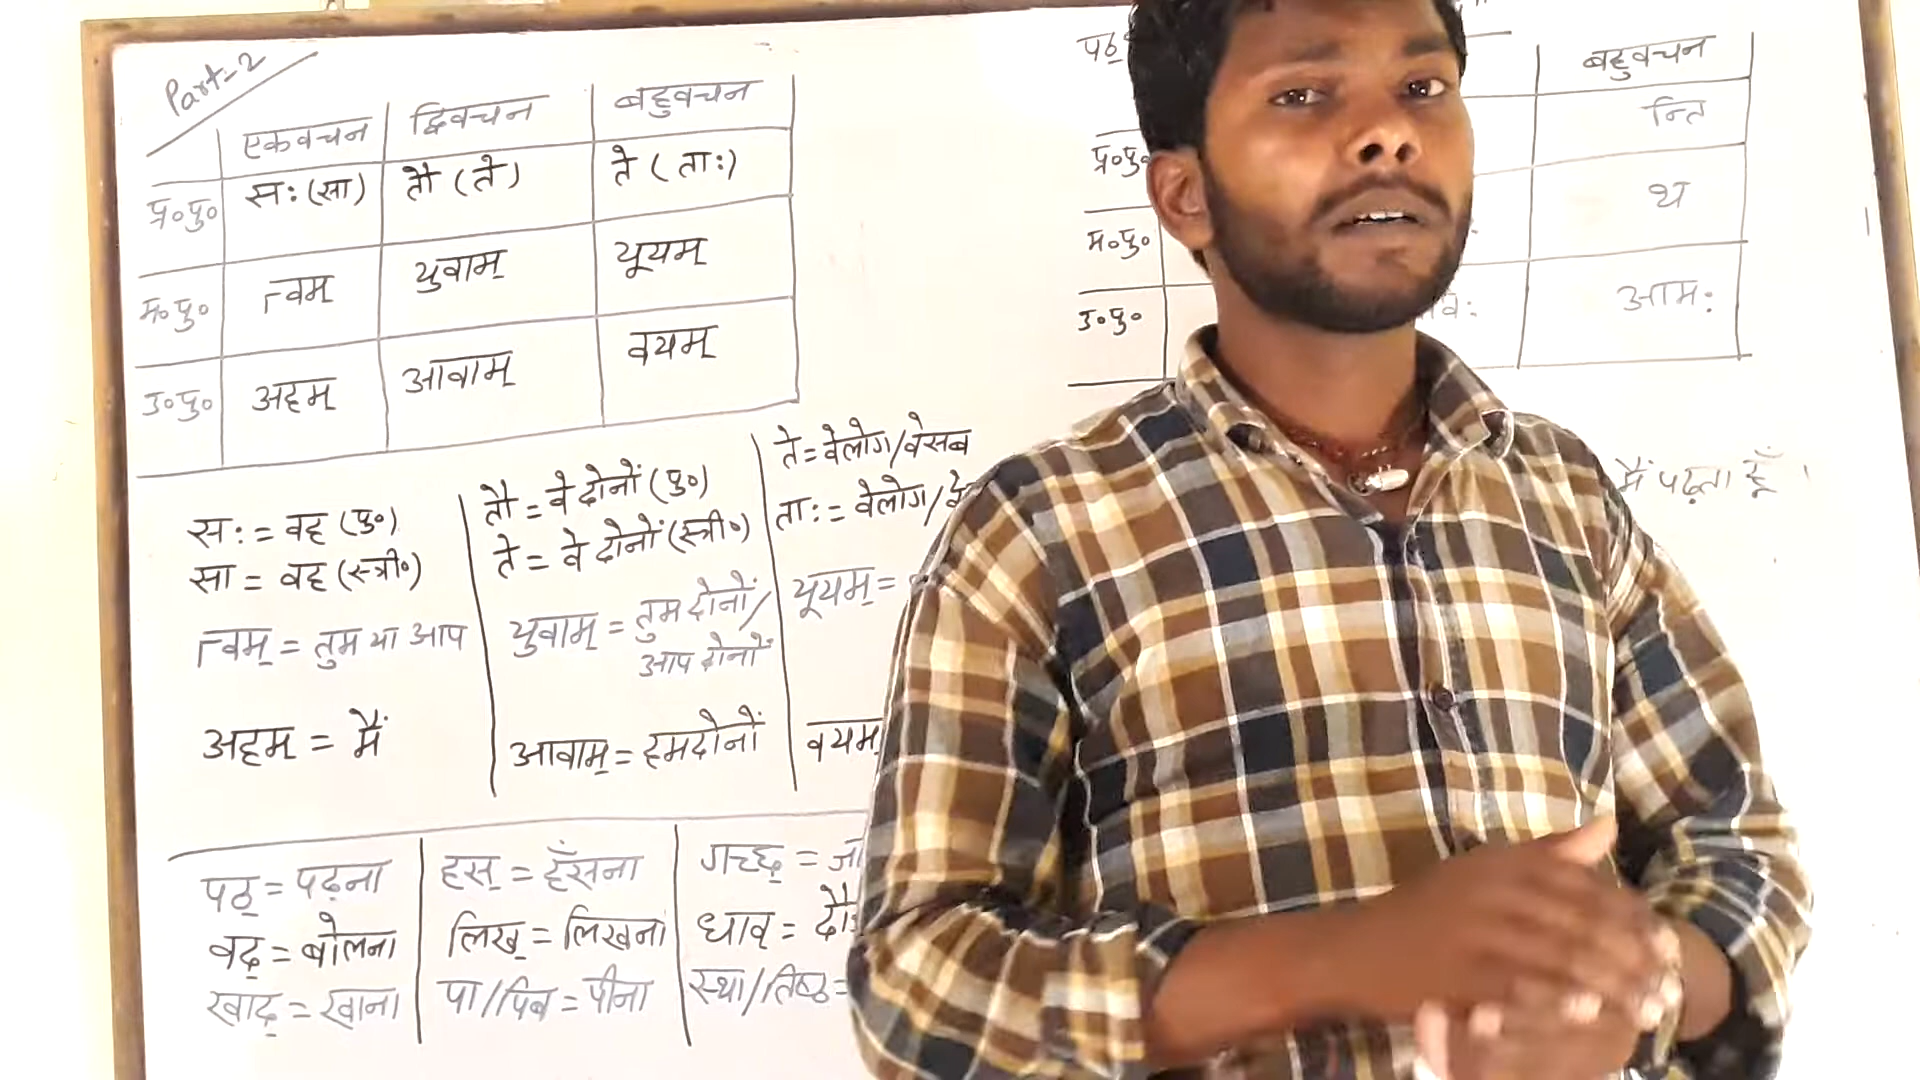 Part-2
एकवचन द्विवचन बहुवचन
प्र०पु० सः(सा) तौ(ते) ते(ताः)
म०पु० त्वम् युवाम् यूयम्
उ०पु० अहम् आवाम् वयम्
सः = वह (पु०)
सा = वह (स्त्री०)
त्वम् = तुम या आप
अहम् = मैं
तौ = वे दोनों (पु०)
ते = वे दोनों (स्त्री०)
युवाम् = तुम दोनों/
आप दोनों
आवाम् = हमदोनों
ते = वेलोग/वेसब
ताः = वेलोग/
यूयम् =
वयम्
पठ् = पढ़ना
वद् = बोलना
खाद् = खाना
हस् = हँसना
लिख् = लिखना
पा/पिब = पीना
गच्छ् =
धाव् =
स्था/तिष्ठ =
पठ्
बहुवचन
प्र०पु० न्ति
म०पु० थ
उ०पु० आमः
मैं पढ़ता हूँ।